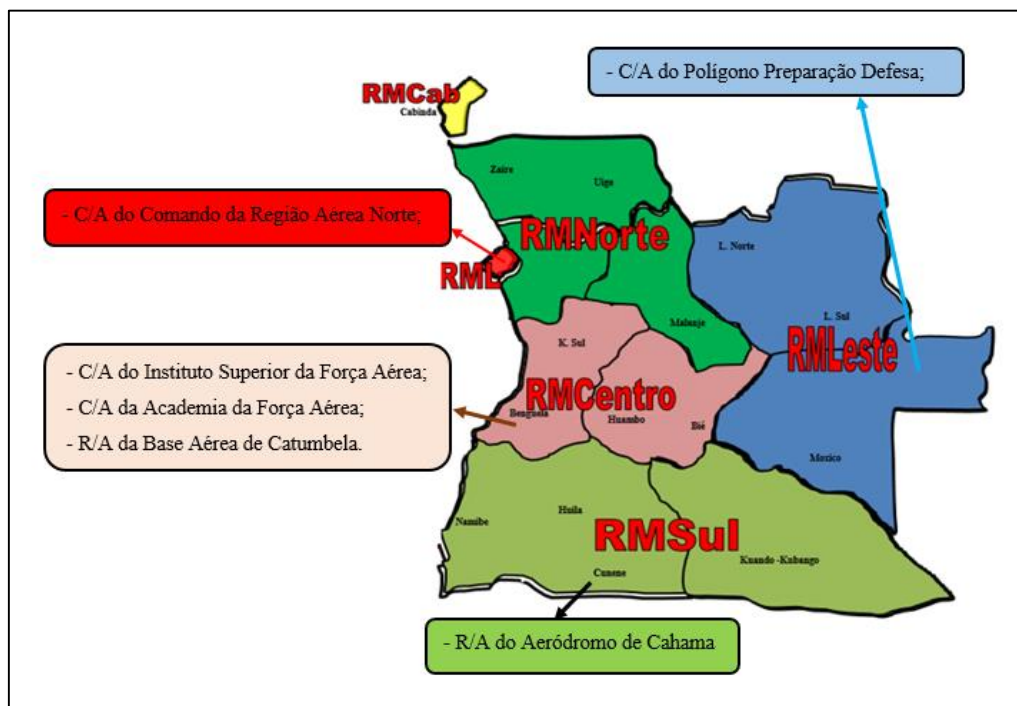 - C/A do Polígono Preparação Defesa;
RMCab
Cabinda
Zaire
Uige
- C/A do Comando da Região Aérea Norte;
RMNorte
L. Norte
RML
L. Sul
Malanje
K. Sul
RMLeste
- C/A do Instituto Superior da Força Aérea;
- C/A da Academia da Força Aérea;
- R/A da Base Aérea de Catumbela.
RMCentro
Benguela
Huambo
Bié
Moxico
Huila
Namibe
RMSul
Kuando -Kubango
Cunene
- R/A do Aeródromo de Cahama